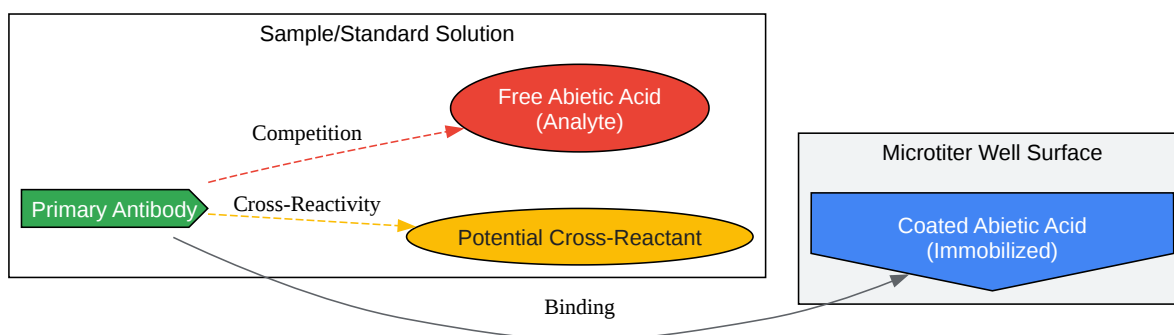 Sample/Standard Solution
Free Abietic Acid
(Analyte)
Competition
Microtiter Well Surface
Primary Antibody
Cross-Reactivity
Potential Cross-Reactant
Coated Abietic Acid
(Immobilized)
Binding